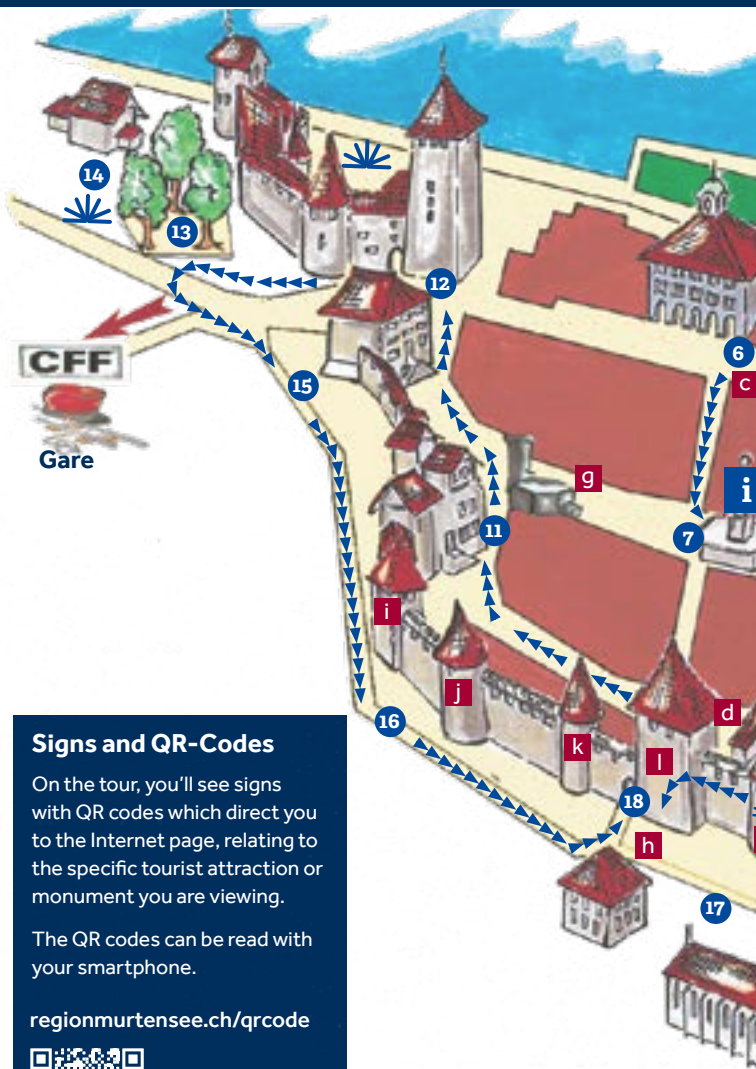 14
13
12
6
c
CFF
15
Gare
g
i
11
7
i
j
16
d
k
l
18
h
17
Signs and QR-Codes
On the tour, you’ll see signs
with QR codes which direct you
to the Internet page, relating to
the specific tourist attraction or
monument you are viewing.
The QR codes can be read with
your smartphone.
regionmurtensee.ch/qrcode